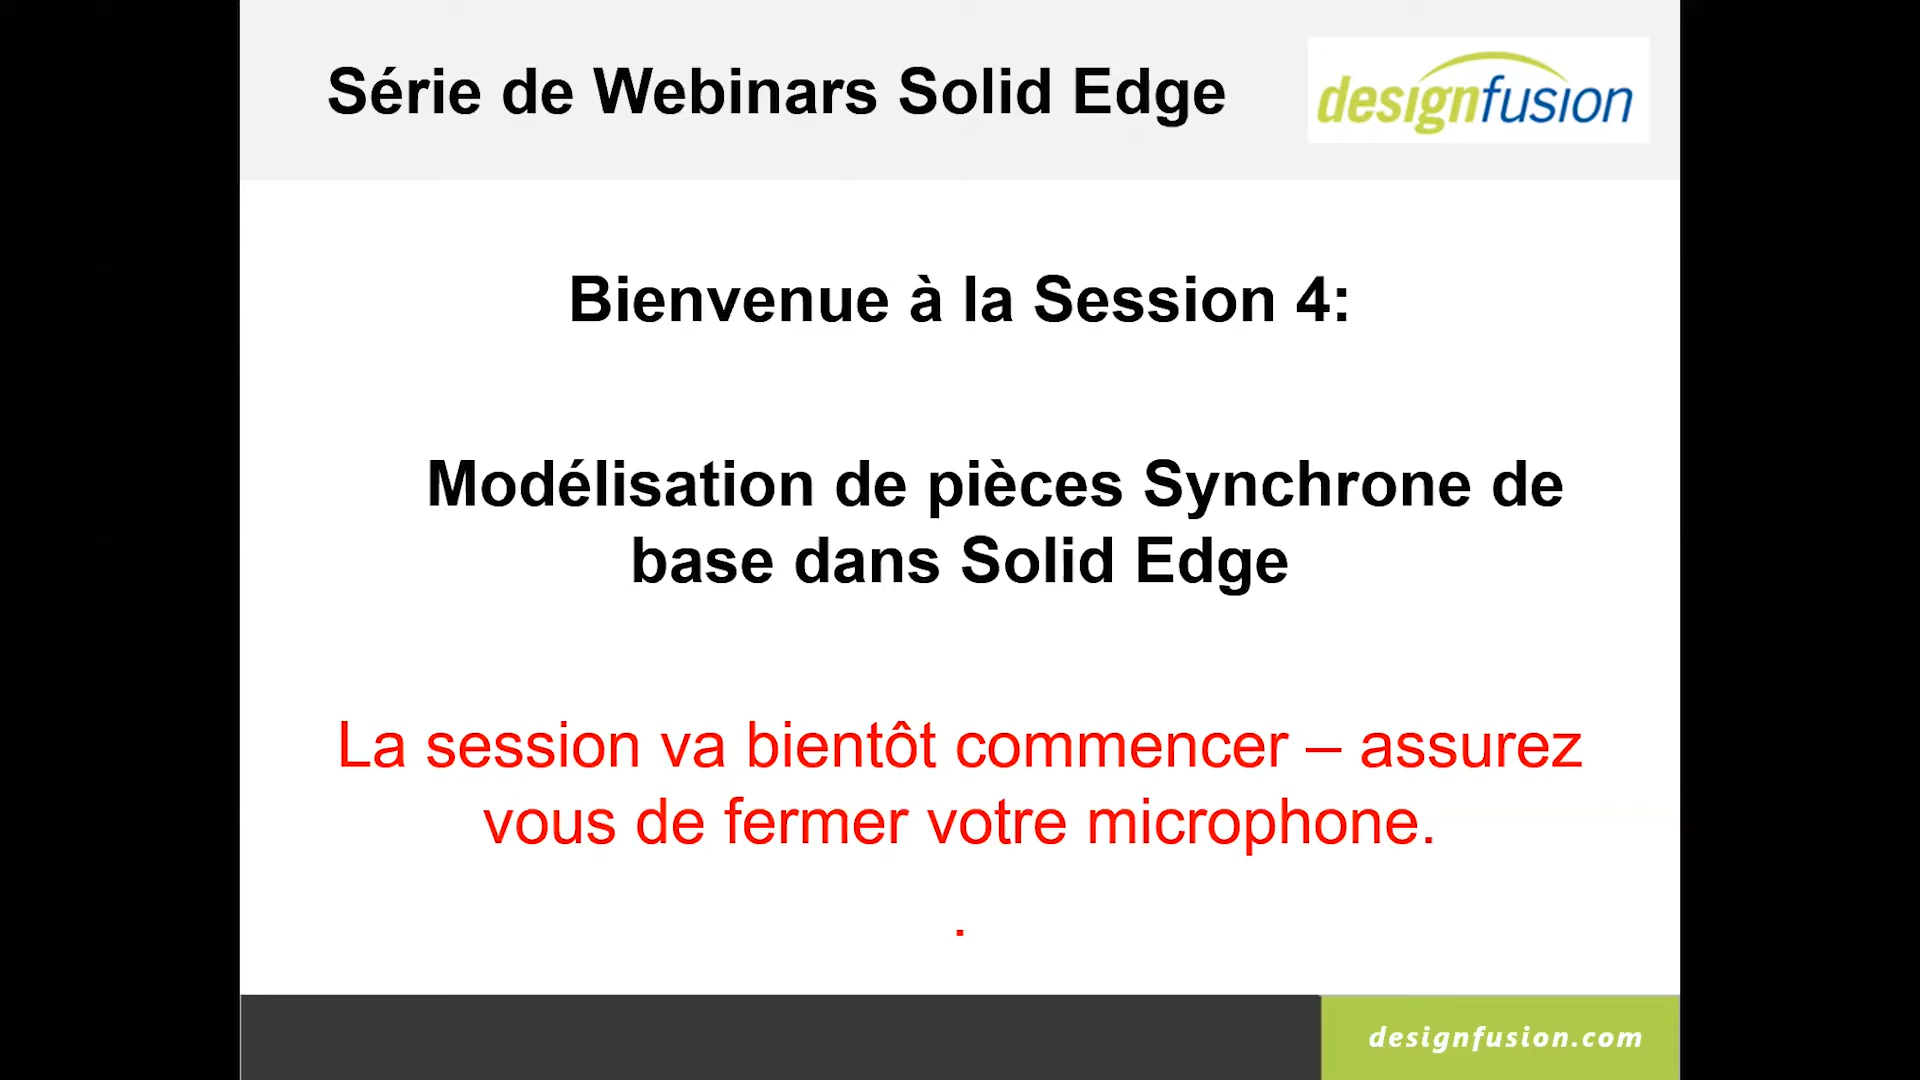 Série de Webinars Solid Edge
designfusion
Bienvenue à la Session 4:
Modélisation de pièces Synchrone de
base dans Solid Edge
La session va bientôt commencer – assurez
vous de fermer votre microphone.
.
designfusion.com